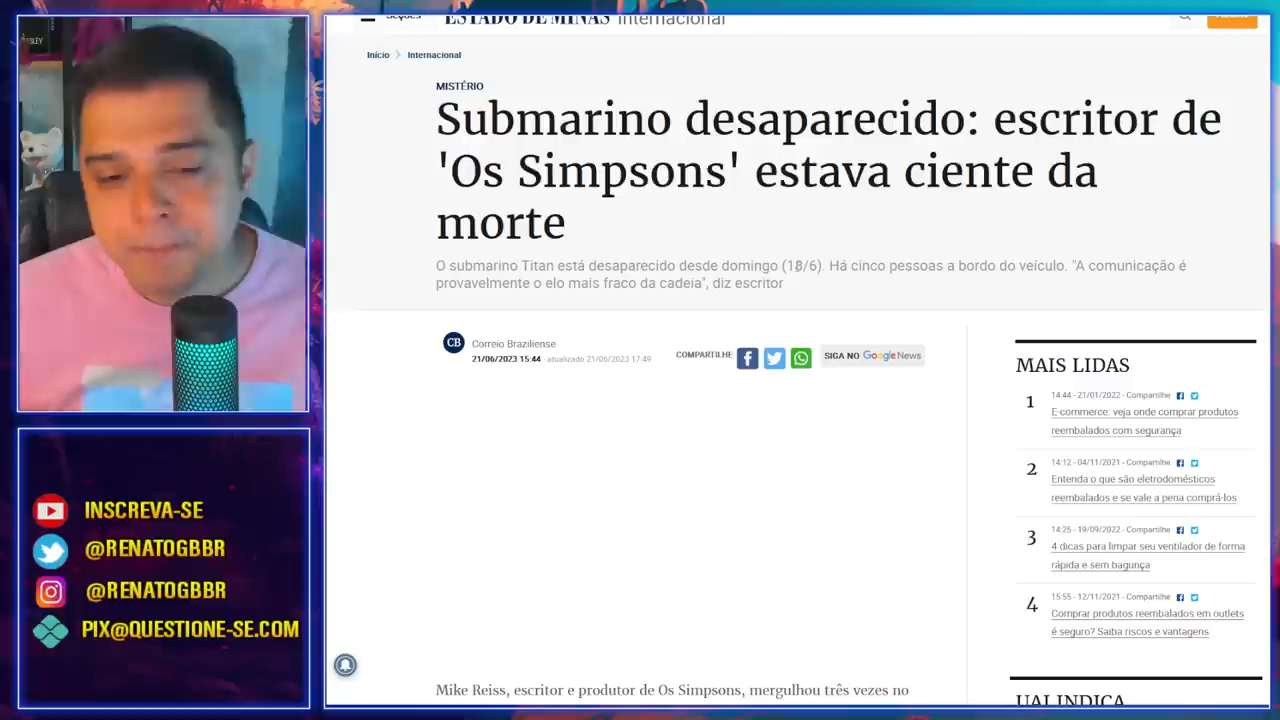 SEÇÕES
ESTADO DE MINAS Internacional
Início
Internacional
MISTÉRIO
Submarino desaparecido: escritor de
'Os Simpsons' estava ciente da
morte
O submarino Titan está desaparecido desde domingo (18/6). Há cinco pessoas a bordo do veículo. "A comunicação é
provavelmente o elo mais fraco da cadeia", diz escritor
CB
Correio Braziliense
21/06/2023 15:44 - atualizado 21/06/2023 17:49
COMPARTILHE
SIGA NO Google News
MAIS LIDAS
1
14:44 - 21/01/2022 - Compartilhe
E-commerce: veja onde comprar produtos
reembalados com segurança
2
14:12 - 04/11/2021 - Compartilhe
Entenda o que são eletrodomésticos
reembalados e se vale a pena comprá-los
3
14:25 - 19/09/2022 - Compartilhe
4 dicas para limpar seu ventilador de forma
rápida e sem bagunça
4
15:55 - 12/11/2021 - Compartilhe
Comprar produtos reembalados em outlets
é seguro? Saiba riscos e vantagens
UAI INDICA
Mike Reiss, escritor e produtor de Os Simpsons, mergulhou três vezes no
INSCREVA-SE
@RENATOGBBR
@RENATOGBBR
PIX@QUESTIONE-SE.COM